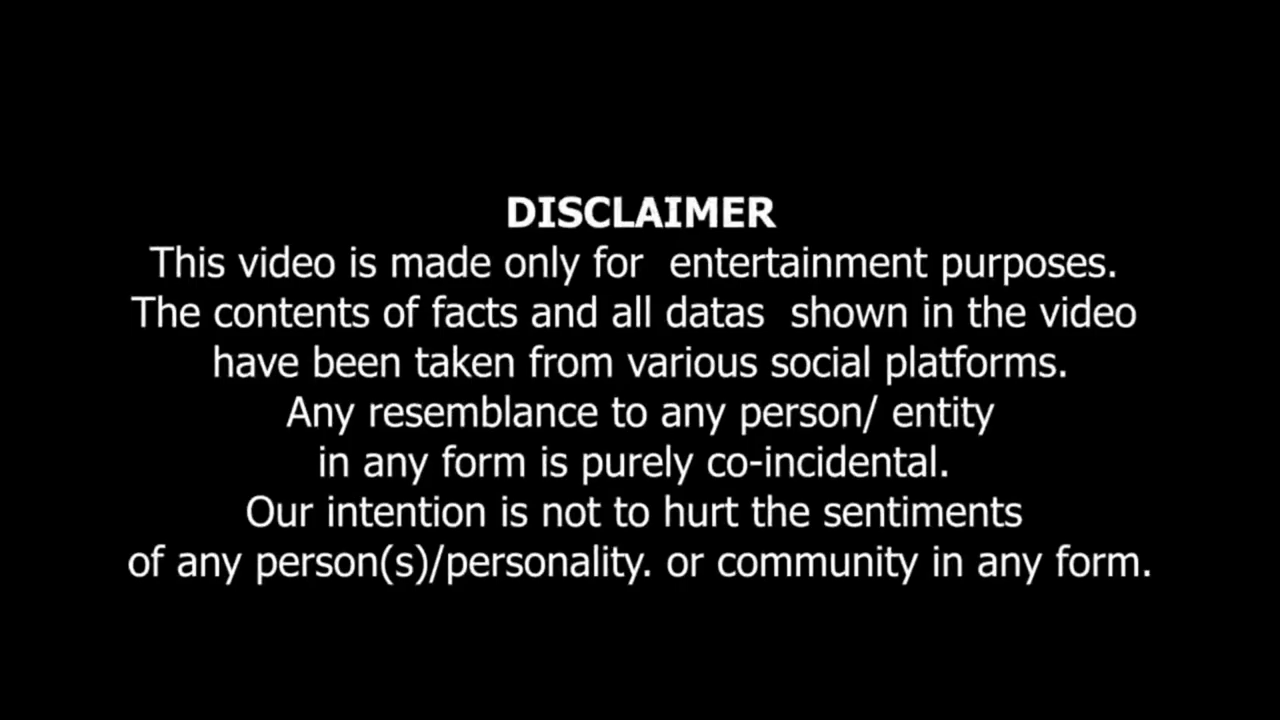 DISCLAIMER
This video is made only for  entertainment purposes.
The contents of facts and all datas  shown in the video
have been taken from various social platforms.
Any resemblance to any person/ entity
in any form is purely co-incidental.
Our intention is not to hurt the sentiments
of any person(s)/personality. or community in any form.